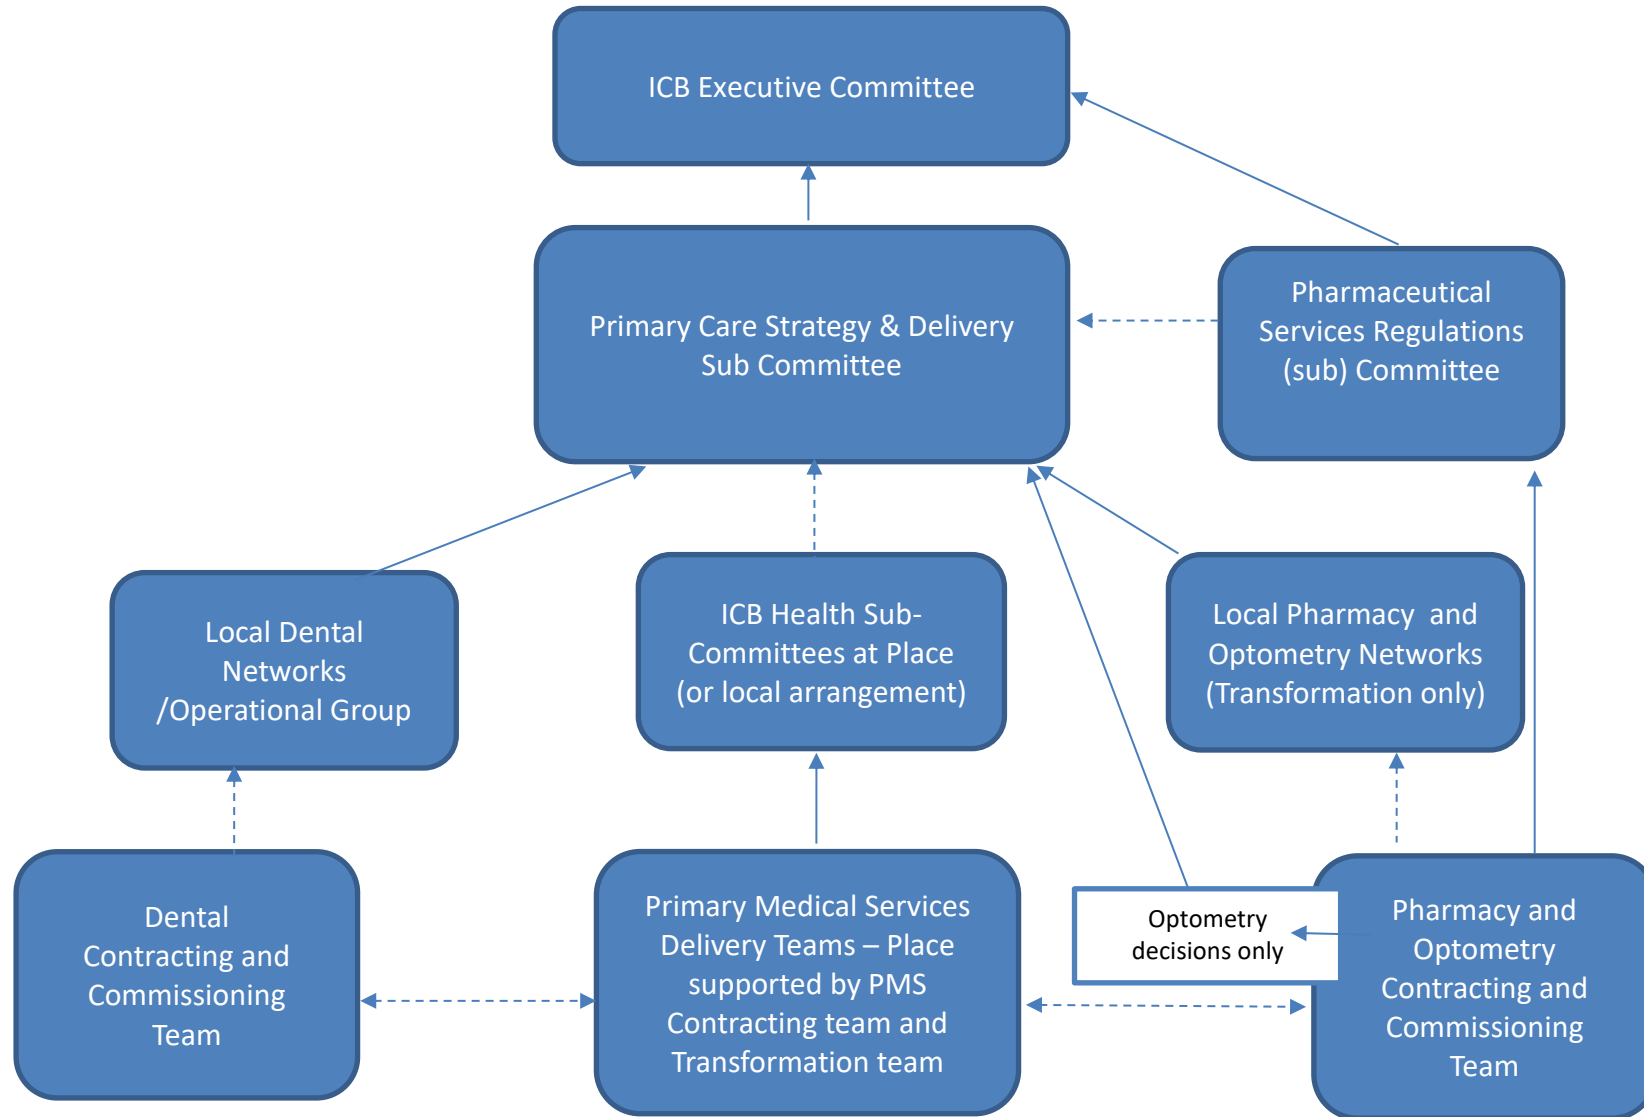 ICB Executive Committee
Primary Care Strategy & Delivery
Sub Committee
Pharmaceutical
Services Regulations
(sub) Committee
Local Dental
Networks
/Operational Group
ICB Health Sub-
Committees at Place
(or local arrangement)
Local Pharmacy and
Optometry Networks
(Transformation only)
Dental
Contracting and
Commissioning
Team
Primary Medical Services
Delivery Teams – Place
supported by PMS
Contracting team and
Transformation team
Optometry
decisions only
Pharmacy and
Optometry
Contracting and
Commissioning
Team